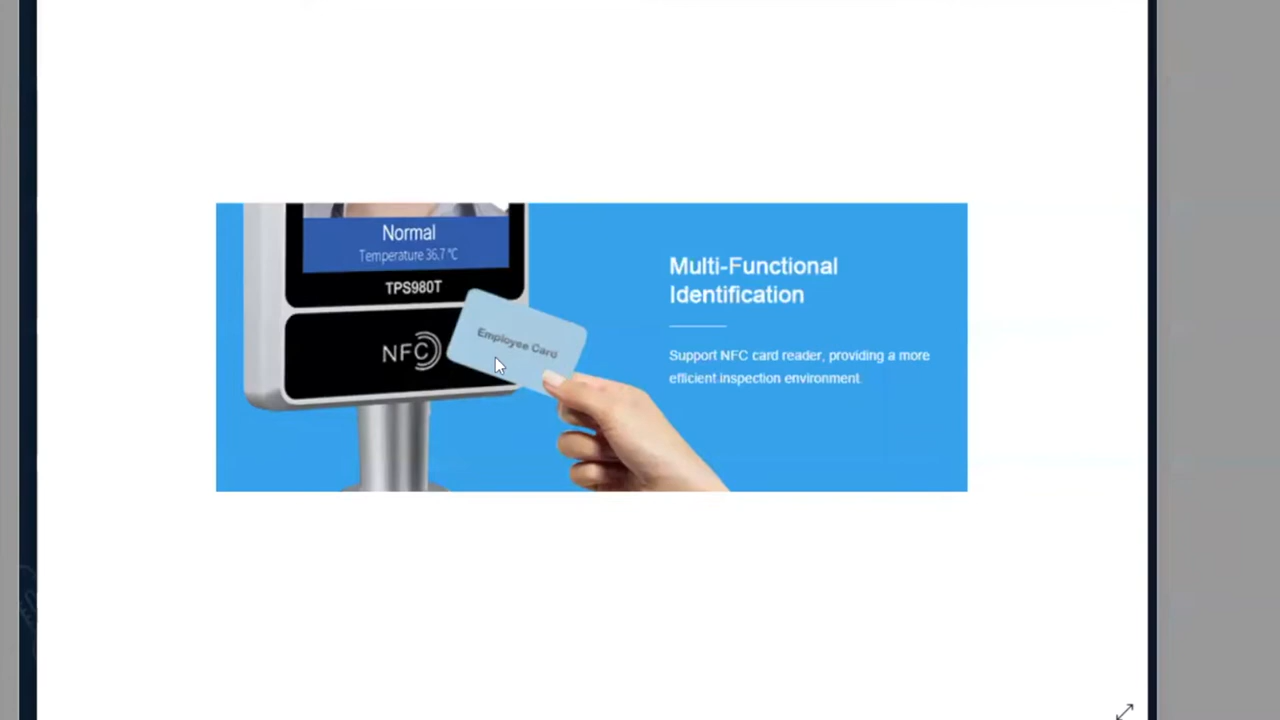 Normal
Temperature 36.7 °C
TPS980T
NFC
Employee Card
Multi-Functional
Identification
Support NFC card reader, providing a more
efficient inspection environment.